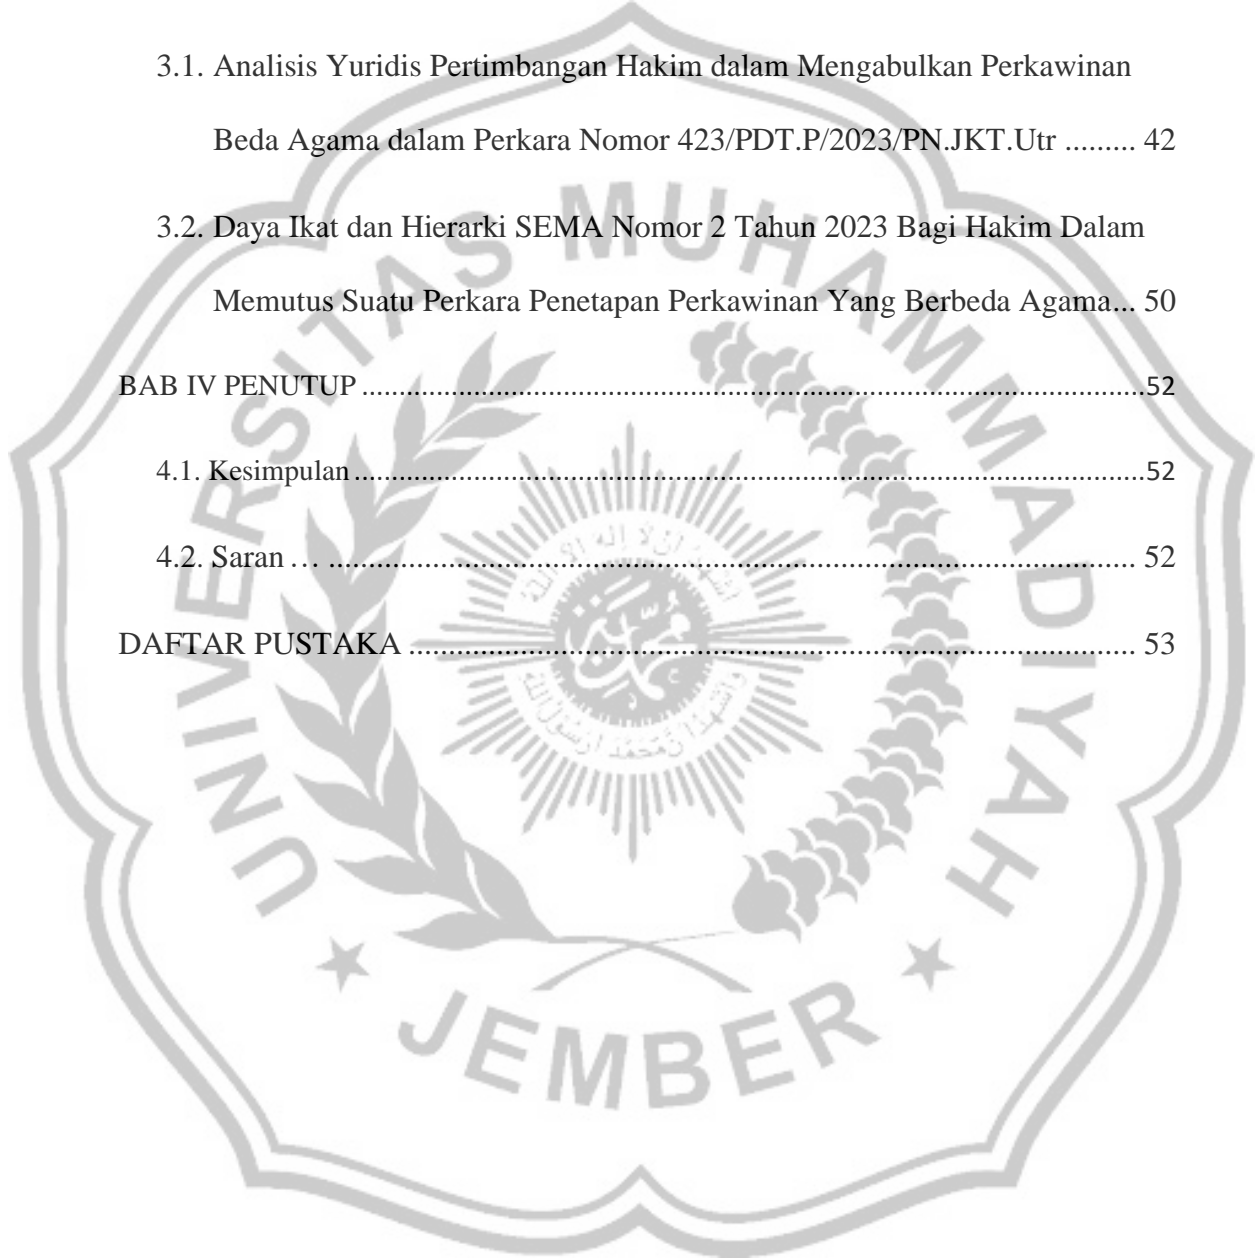 3.1. Analisis Yuridis Pertimbangan Hakim dalam Mengabulkan Perkawinan
Beda Agama dalam Perkara Nomor 423/PDT.P/2023/PN.JKT.Utr ......... 42
3.2. Daya Ikat dan Hierarki SEMA Nomor 2 Tahun 2023 Bagi Hakim Dalam
Memutus Suatu Perkara Penetapan Perkawinan Yang Berbeda Agama... 50
BAB IV PENUTUP ....................................................................................................52
4.1. Kesimpulan.....................................................................................................52
4.2. Saran ... ...................................................................................................... 52
DAFTAR PUSTAKA ............................................................................................ 53
UNIVERSITAS MUHAMMADIYAH
JEMBER